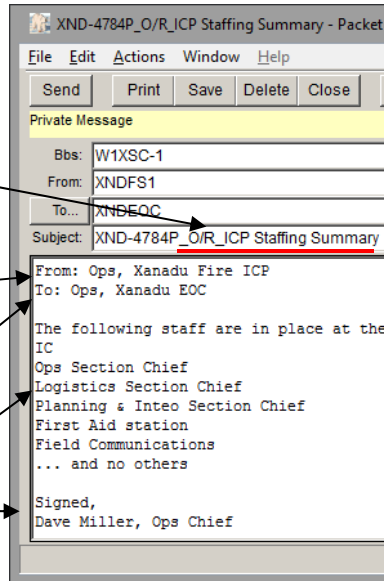 XND-4784P_O/R_ICP Staffing Summary - Packet
File Edit Actions Window Help
Send Print Save Delete Close
Private Message
Bbs: W1XSC-1
From: XNDFS1
To... XNDEOC
Subject: XND-4784P_O/R_ICP Staffing Summary
From: Ops, Xanadu Fire ICP
To: Ops, Xanadu EOC
The following staff are in place at the
IC
Ops Section Chief
Logistics Section Chief
Planning & Inteo Section Chief
First Aid station
Field Communications
... and no others
Signed,
Dave Miller, Ops Chief